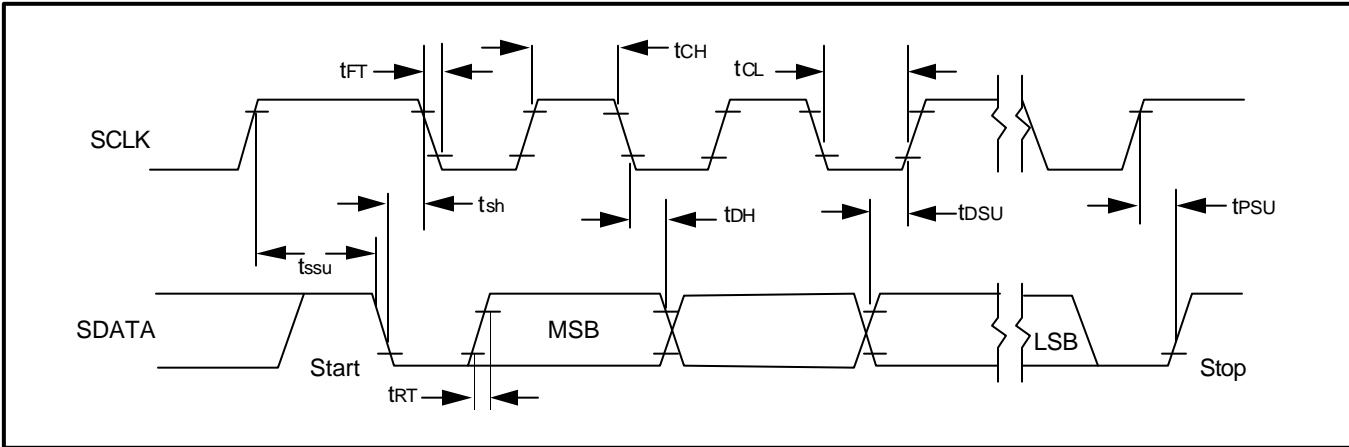 tCH
tFT
tCL
SCLK
tsh
tDH
tDSU
tPSU
tssu
SDATA
MSB
LSB
Start
Stop
tRT